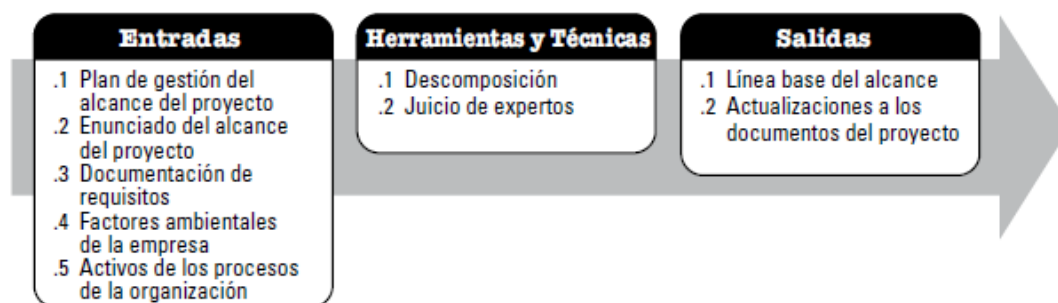 Entradas
.1 Plan de gestión del
alcance del proyecto
.2 Enunciado del alcance
del proyecto
.3 Documentación de
requisitos
.4 Factores ambientales
de la empresa
.5 Activos de los procesos
de la organización
Herramientas y Técnicas
.1 Descomposición
.2 Juicio de expertos
Salidas
.1 Línea base del alcance
.2 Actualizaciones a los
documentos del proyecto